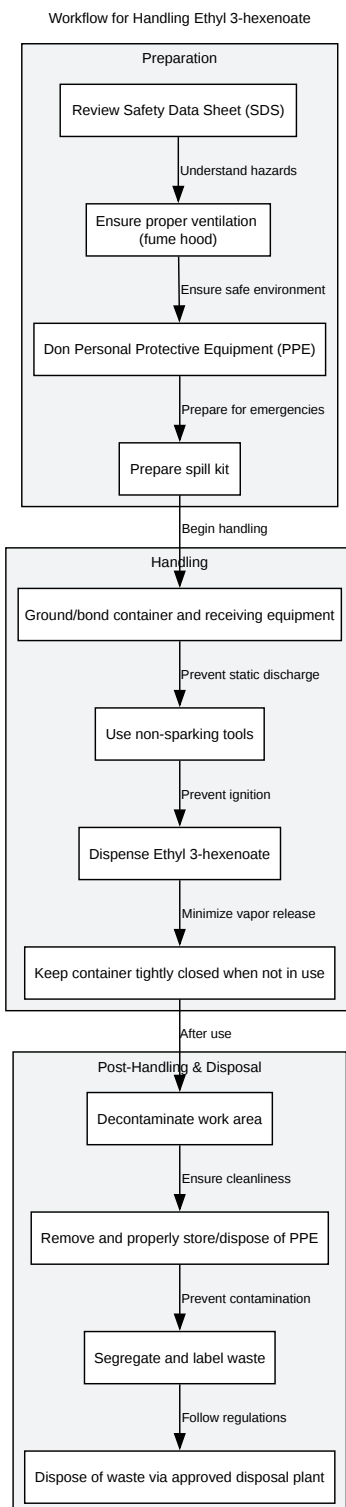 Workflow for Handling Ethyl 3-hexenoate
Preparation
Review Safety Data Sheet (SDS)
Understand hazards
Ensure proper ventilation
(fume hood)
Ensure safe environment
Don Personal Protective Equipment (PPE)
Prepare for emergencies
Prepare spill kit
Begin handling
Handling
Ground/bond container and receiving equipment
Prevent static discharge
Use non-sparking tools
Prevent ignition
Dispense Ethyl 3-hexenoate
Minimize vapor release
Keep container tightly closed when not in use
After use
Post-Handling & Disposal
Decontaminate work area
Ensure cleanliness
Remove and properly store/dispose of PPE
Prevent contamination
Segregate and label waste
Follow regulations
Dispose of waste via approved disposal plant